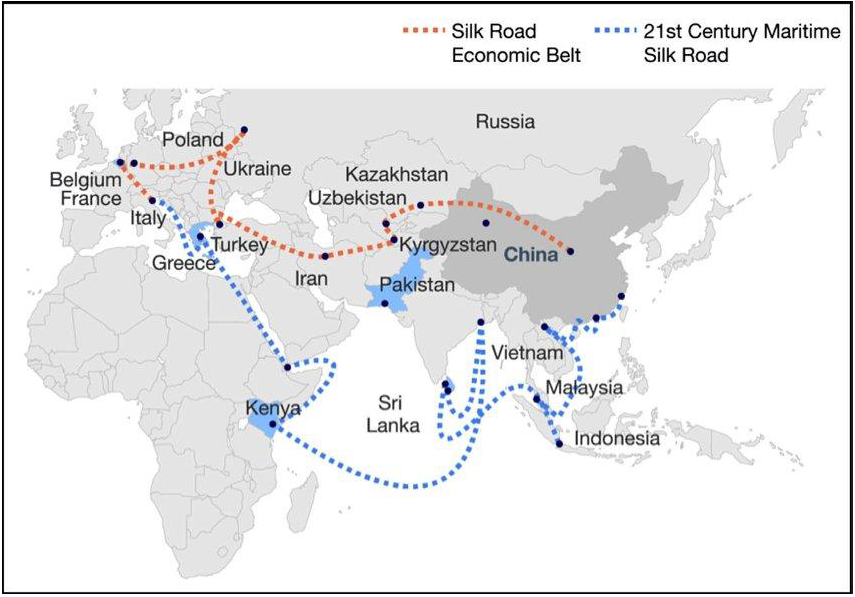 Silk Road
Economic Belt
21st Century Maritime
Silk Road
Russia
Poland
Ukraine
Kazakhstan
Belgium
France
Uzbekistan
Italy
Turkey
Kyrgyzstan
China
Greece
Iran
Pakistan
Vietnam
Malaysia
Kenya
Sri
Lanka
Indonesia